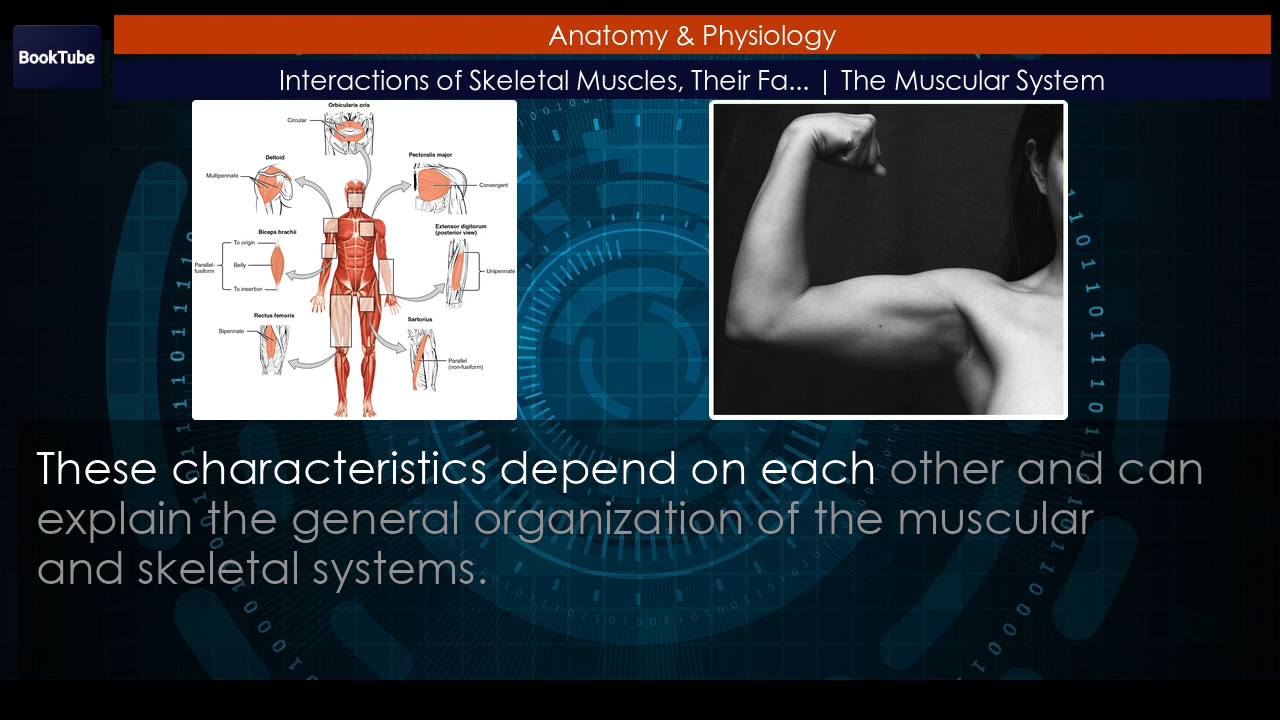 BookTube
Anatomy & Physiology
Interactions of Skeletal Muscles, Their Fa... | The Muscular System
Orbicularis oris
Circular
Deltoid
Multipennate
Pectoralis major
Convergent
Biceps brachii
To origin
Parallel-
fusiform
Belly
To insertion
Extensor digitorum
(posterior view)
Unipennate
Rectus femoris
Bipennate
Sartorius
Parallel
(non-fusiform)
These characteristics depend on each other and can
explain the general organization of the muscular
and skeletal systems.